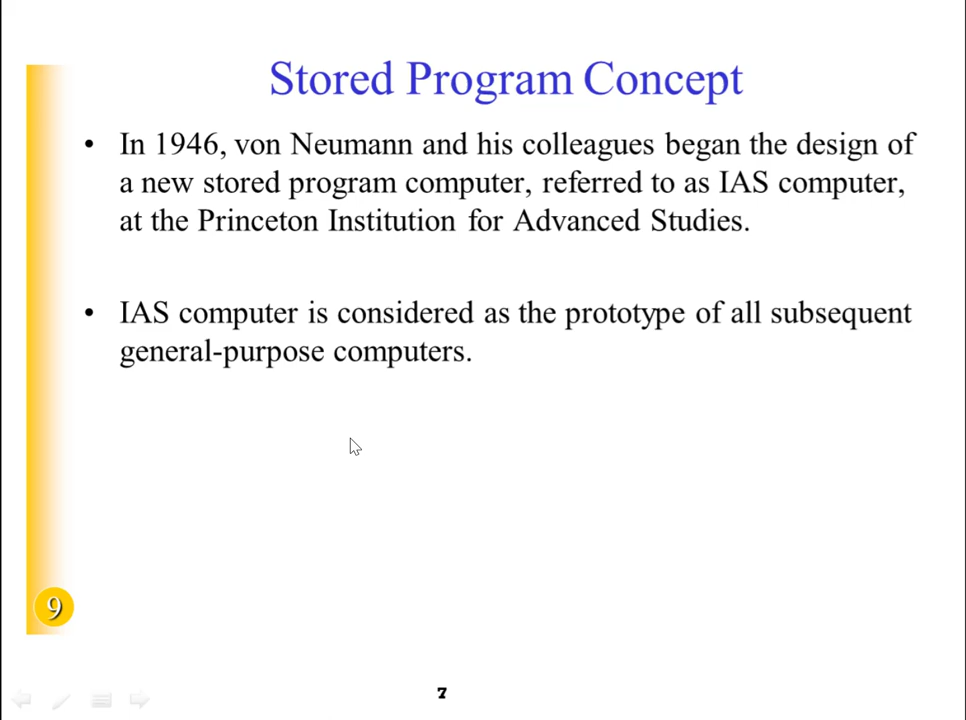 Stored Program Concept
• In 1946, von Neumann and his colleagues began the design of
a new stored program computer, referred to as IAS computer,
at the Princeton Institution for Advanced Studies.
• IAS computer is considered as the prototype of all subsequent
general-purpose computers.
9
7